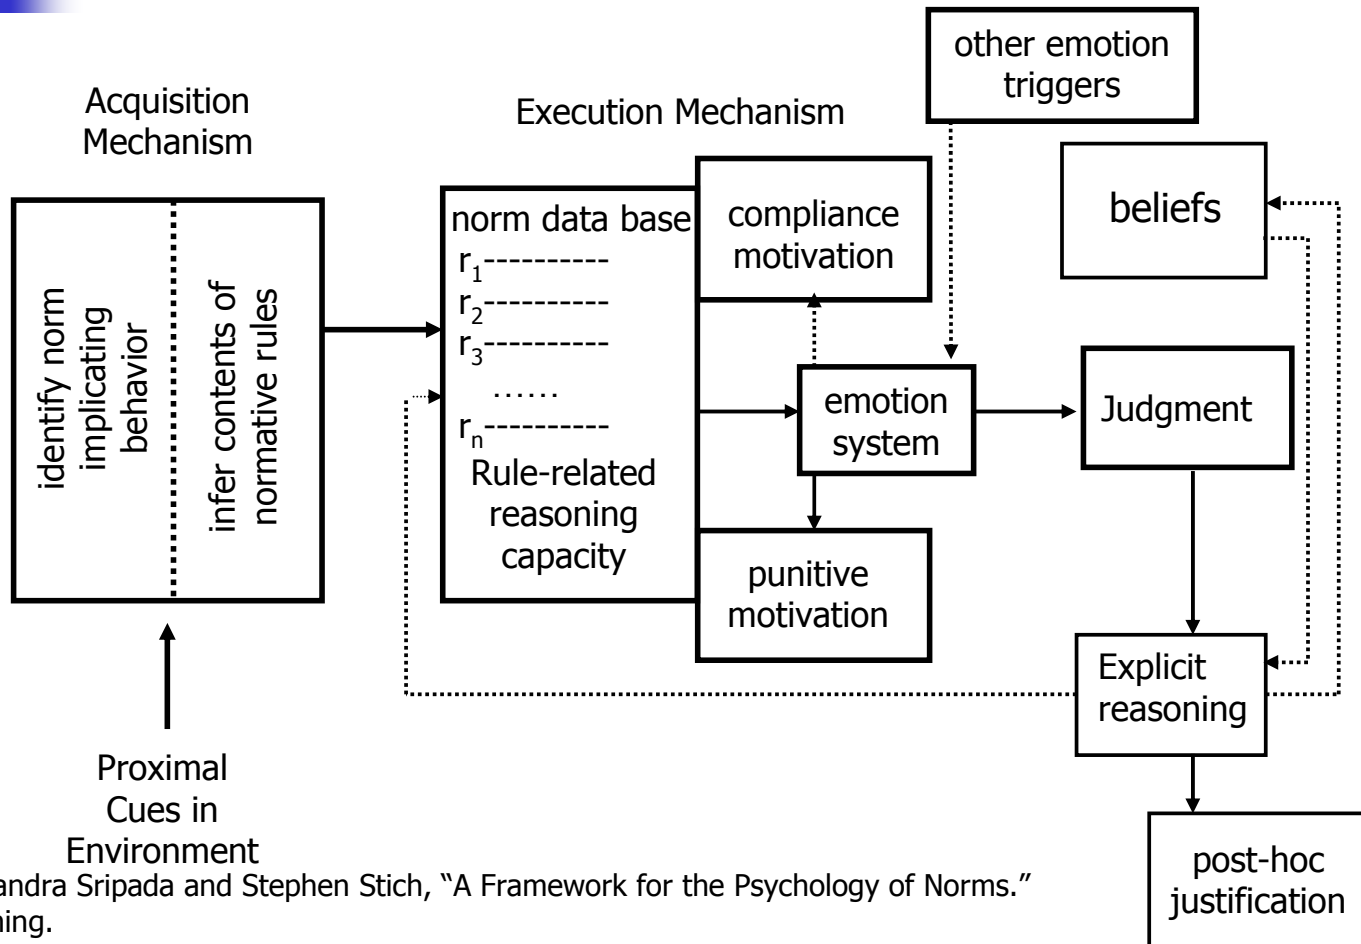 Acquisition
Mechanism
identify norm
implicating
behavior
infer contents of
normative rules
Proximal
Cues in
Environment
Execution Mechanism
norm data base
r₁----------
r₂----------
r₃----------
......
rₙ----------
Rule-related
reasoning
capacity
compliance
motivation
emotion
system
punitive
motivation
other emotion
triggers
beliefs
Judgment
Explicit
reasoning
post-hoc
justification
andra Sripada and Stephen Stich, “A Framework for the Psychology of Norms.”
ning.